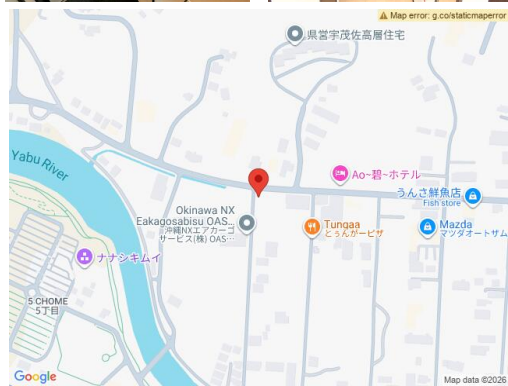 Map error: g.co/staticmaperror
県営宇茂佐高層住宅
Yabu River
Ao~碧~ホテル
うんさ鮮魚店
Fish store
Okinawa NX
Eakagosabisu OAS...
沖縄NXエアカーゴ
サービス(株) OAS…
Tungaa
とぅんがーピザ
Mazda
マツダオートザム
ナナシキムイ
5 CHOME
5丁目
Google
Map data ©2026